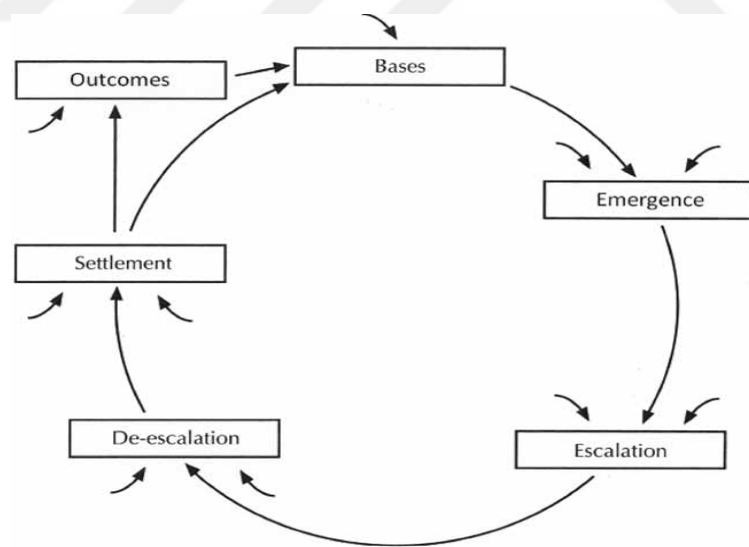 Bases
Outcomes
Emergence
Settlement
De-escalation
Escalation